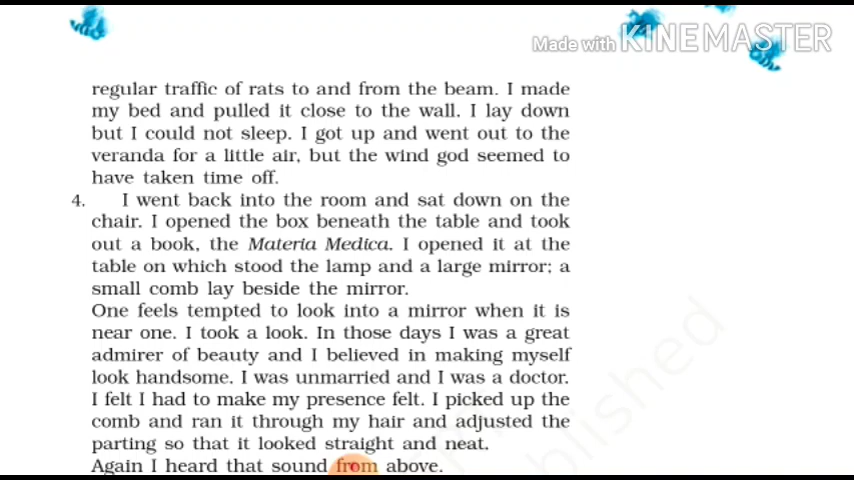 Made with KINEMASTER
regular traffic of rats to and from the beam. I made
my bed and pulled it close to the wall. I lay down
but I could not sleep. I got up and went out to the
veranda for a little air, but the wind god seemed to
have taken time off.
4. I went back into the room and sat down on the
chair. I opened the box beneath the table and took
out a book, the Materia Medica. I opened it at the
table on which stood the lamp and a large mirror; a
small comb lay beside the mirror.
One feels tempted to look into a mirror when it is
near one. I took a look. In those days I was a great
admirer of beauty and I believed in making myself
look handsome. I was unmarried and I was a doctor.
I felt I had to make my presence felt. I picked up the
comb and ran it through my hair and adjusted the
parting so that it looked straight and neat.
Again I heard that sound from above.